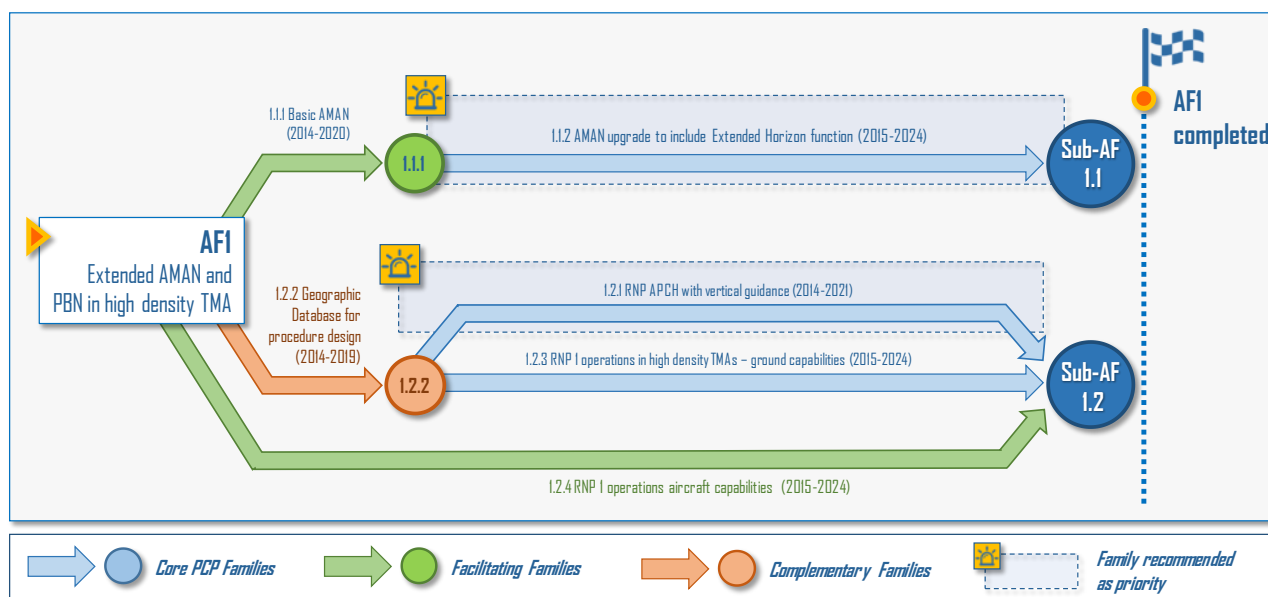 1.1.1 Basic AMAN
(2014-2020)
1.1.1
1.1.2 AMAN upgrade to include Extended Horizon function (2015-2024)
Sub-AF
1.1
AF1
completed
AF1
Extended AMAN and
PBN in high density TMA
1.2.2 Geographic
Database for
procedure design
(2014-2019)
1.2.2
1.2.1 RNP APCH with vertical guidance (2014-2021)
1.2.3 RNP 1 operations in high density TMAs – ground capabilities (2015-2024)
Sub-AF
1.2
1.2.4 RNP 1 operations aircraft capabilities (2015-2024)
Core PCP Families
Facilitating Families
Complementary Families
Family recommended
as priority